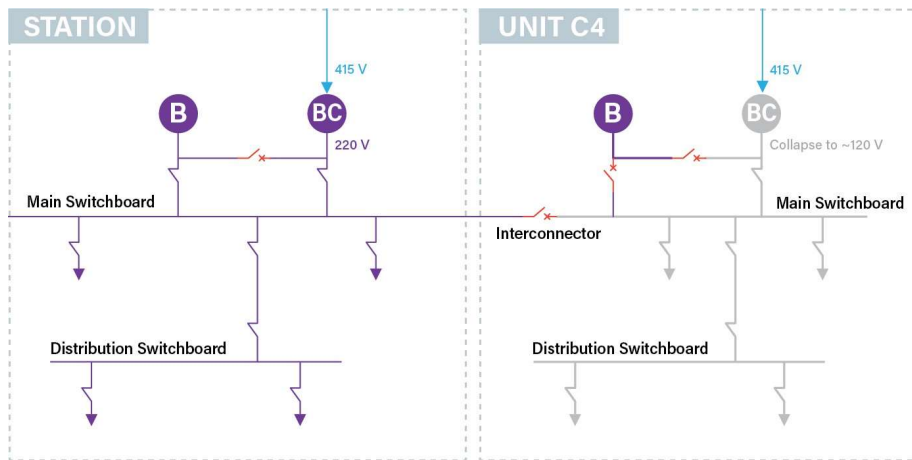 STATION
UNIT C4
415 V
415 V
B
BC
B
BC
220 V
Collapse to ~120 V
Main Switchboard
Main Switchboard
Interconnector
Distribution Switchboard
Distribution Switchboard